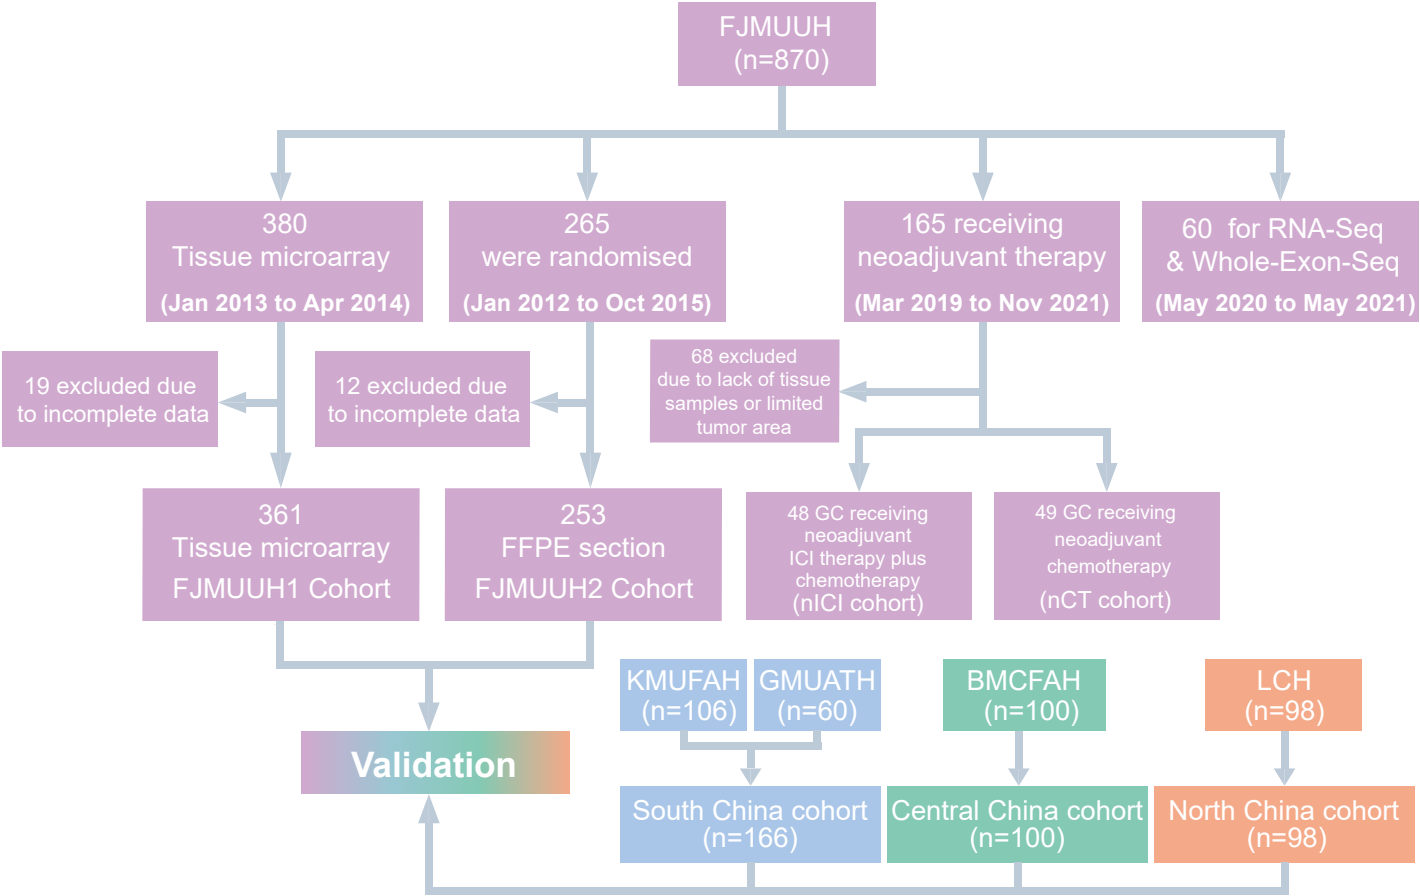 FJMUUH
(n=870)
380
Tissue microarray
(Jan 2013 to Apr 2014)
265
were randomised
(Jan 2012 to Oct 2015)
165 receiving
neoadjuvant therapy
(Mar 2019 to Nov 2021)
60 for RNA-Seq
& Whole-Exon-Seq
(May 2020 to May 2021)
19 excluded due
to incomplete data
12 excluded due
to incomplete data
68 excluded
due to lack of tissue
samples or limited
tumor area
361
Tissue microarray
FJMUUH1 Cohort
253
FFPE section
FJMUUH2 Cohort
48 GC receiving
neoadjuvant
ICI therapy plus
chemotherapy
(nICI cohort)
49 GC receiving
neoadjuvant
chemotherapy
(nCT cohort)
KMUFAH
(n=106)
GMUATH
(n=60)
BMCFAH
(n=100)
LCH
(n=98)
Validation
South China cohort
(n=166)
Central China cohort
(n=100)
North China cohort
(n=98)